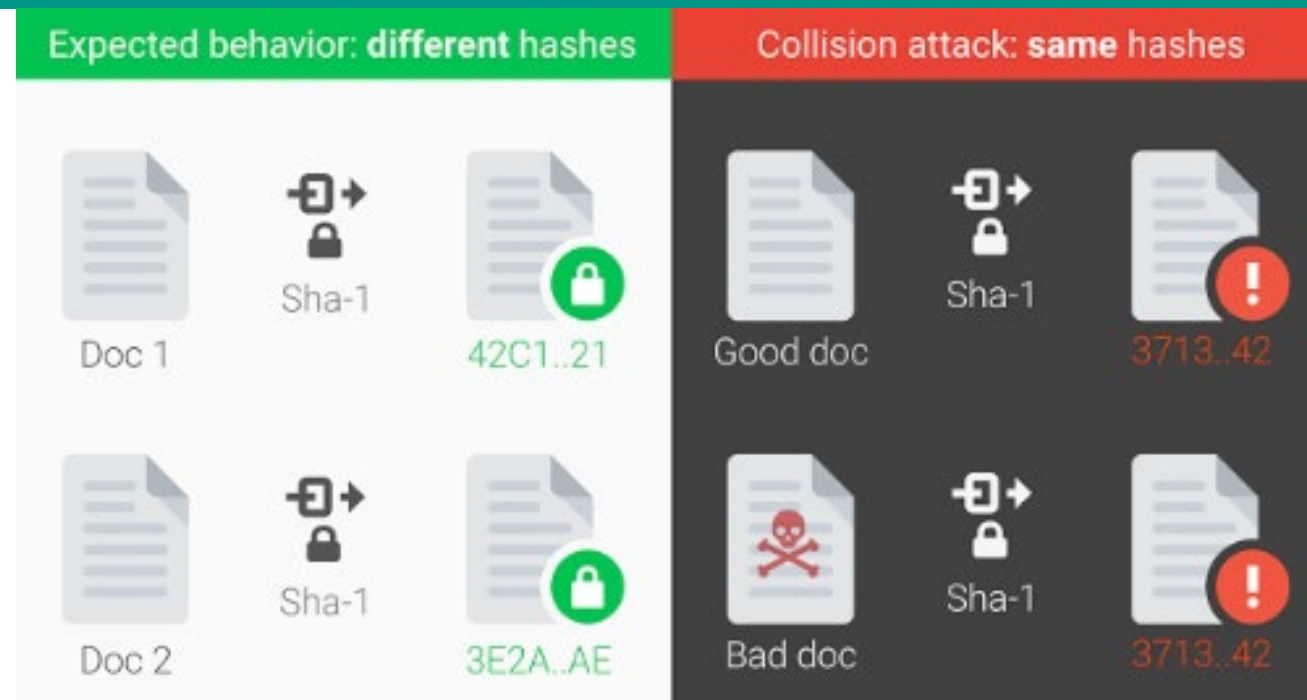 Expected behavior: different hashes
Collision attack: same hashes
Sha-1
Doc 1
42C1..21
Sha-1
Good doc
3713..42
Sha-1
Doc 2
3E2A..AE
Sha-1
Bad doc
3713..42